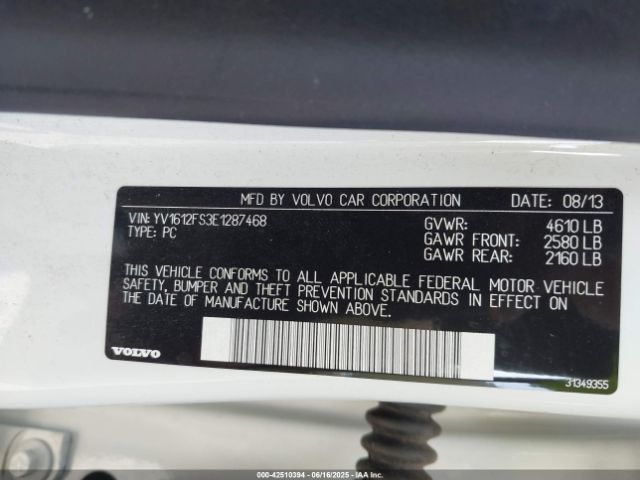 MFD BY VOLVO CAR CORPORATION DATE: 08/13
VIN: YV1612FS3E1287468 GVWR: 4610 LB
TYPE: PC GAWR FRONT: 2580 LB
GAWR REAR: 2160 LB
THIS VEHICLE CONFORMS TO ALL APPLICABLE FEDERAL MOTOR VEHICLE
SAFETY, BUMPER AND THEFT PREVENTION STANDARDS IN EFFECT ON
THE DATE OF MANUFACTURE SHOWN ABOVE.
VOLVO 31349355
000-42510394 - 06/16/2025 - IAAI, Inc.